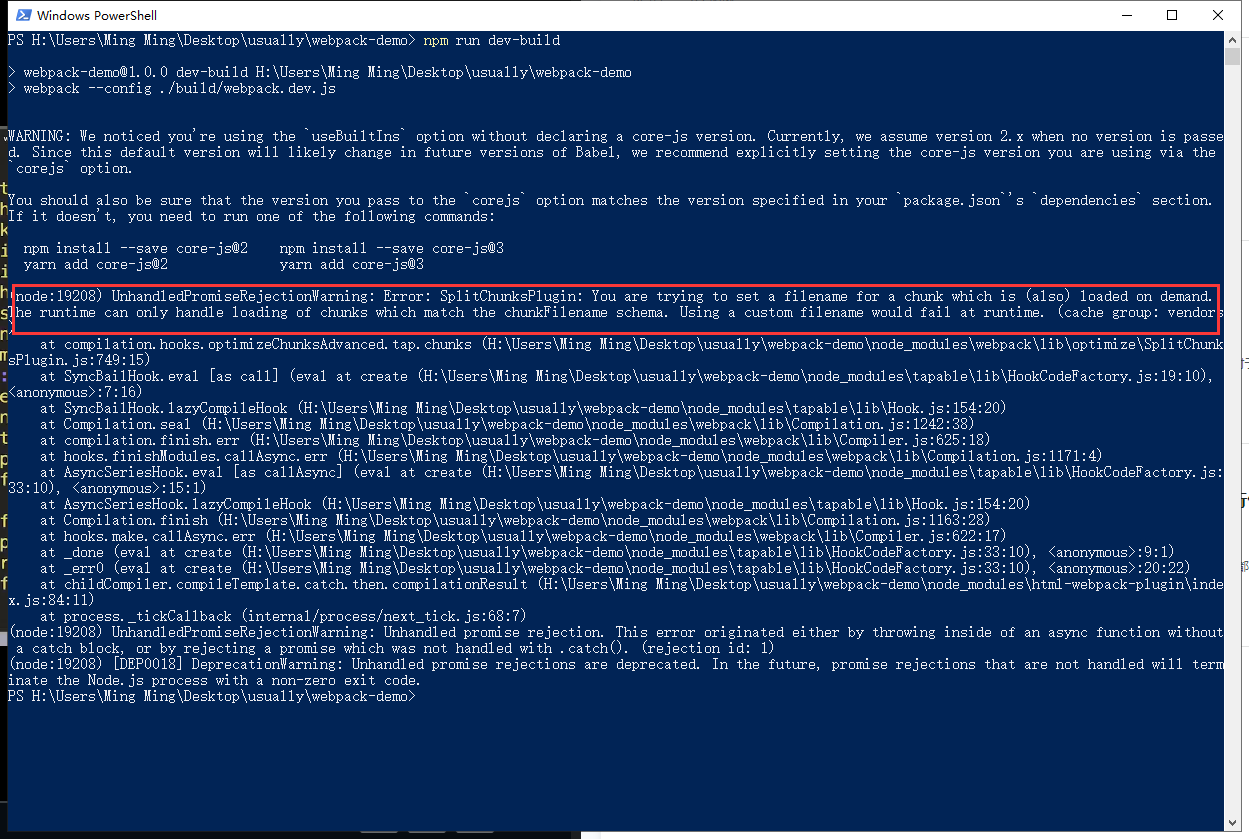 Windows PowerShell
PS H:\Users\Ming Ming\Desktop\usually\webpack-demo> npm run dev-build
> webpack-demo@1.0.0 dev-build H:\Users\Ming Ming\Desktop\usually\webpack-demo
> webpack --config ./build/webpack.dev.js
WARNING: We noticed you're using the `useBuiltIns` option without declaring a core-js version. Currently, we assume version 2.x when no version is passe
d. Since this default version will likely change in future versions of Babel, we recommend explicitly setting the core-js version you are using via the
`corejs` option.
You should also be sure that the version you pass to the `corejs` option matches the version specified in your `package.json`'s `dependencies` section.
If it doesn't, you need to run one of the following commands:
npm install --save core-js@2    npm install --save core-js@3
yarn add core-js@2              yarn add core-js@3
(node:19208) UnhandledPromiseRejectionWarning: Error: SplitChunksPlugin: You are trying to set a filename for a chunk which is (also) loaded on demand.
The runtime can only handle loading of chunks which match the chunkFilename schema. Using a custom filename would fail at runtime. (cache group: vendors
)
at compilation.hooks.optimizeChunksAdvanced.tap.chunks (H:\Users\Ming Ming\Desktop\usually\webpack-demo\node_modules\webpack\lib\optimize\SplitChunk
sPlugin.js:749:15)
at SyncBailHook.eval [as call] (eval at create (H:\Users\Ming Ming\Desktop\usually\webpack-demo\node_modules\tapable\lib\HookCodeFactory.js:19:10),
<anonymous>:7:16)
at SyncBailHook.lazyCompileHook (H:\Users\Ming Ming\Desktop\usually\webpack-demo\node_modules\tapable\lib\Hook.js:154:20)
at Compilation.seal (H:\Users\Ming Ming\Desktop\usually\webpack-demo\node_modules\webpack\lib\Compilation.js:1242:38)
at compilation.finish.err (H:\Users\Ming Ming\Desktop\usually\webpack-demo\node_modules\webpack\lib\Compiler.js:625:18)
at hooks.finishModules.callAsync.err (H:\Users\Ming Ming\Desktop\usually\webpack-demo\node_modules\webpack\lib\Compilation.js:1171:4)
at AsyncSeriesHook.eval [as callAsync] (eval at create (H:\Users\Ming Ming\Desktop\usually\webpack-demo\node_modules\tapable\lib\HookCodeFactory.js:
33:10), <anonymous>:15:1)
at AsyncSeriesHook.lazyCompileHook (H:\Users\Ming Ming\Desktop\usually\webpack-demo\node_modules\tapable\lib\Hook.js:154:20)
at Compilation.finish (H:\Users\Ming Ming\Desktop\usually\webpack-demo\node_modules\webpack\lib\Compilation.js:1163:28)
at hooks.make.callAsync.err (H:\Users\Ming Ming\Desktop\usually\webpack-demo\node_modules\webpack\lib\Compiler.js:622:17)
at _done (eval at create (H:\Users\Ming Ming\Desktop\usually\webpack-demo\node_modules\tapable\lib\HookCodeFactory.js:33:10), <anonymous>:9:1)
at _err0 (eval at create (H:\Users\Ming Ming\Desktop\usually\webpack-demo\node_modules\tapable\lib\HookCodeFactory.js:33:10), <anonymous>:20:22)
at childCompiler.compileTemplate.catch.then.compilationResult (H:\Users\Ming Ming\Desktop\usually\webpack-demo\node_modules\html-webpack-plugin\inde
x.js:84:11)
at process._tickCallback (internal/process/next_tick.js:68:7)
(node:19208) UnhandledPromiseRejectionWarning: Unhandled promise rejection. This error originated either by throwing inside of an async function without
a catch block, or by rejecting a promise which was not handled with .catch(). (rejection id: 1)
(node:19208) [DEP0018] DeprecationWarning: Unhandled promise rejections are deprecated. In the future, promise rejections that are not handled will term
inate the Node.js process with a non-zero exit code.
PS H:\Users\Ming Ming\Desktop\usually\webpack-demo>